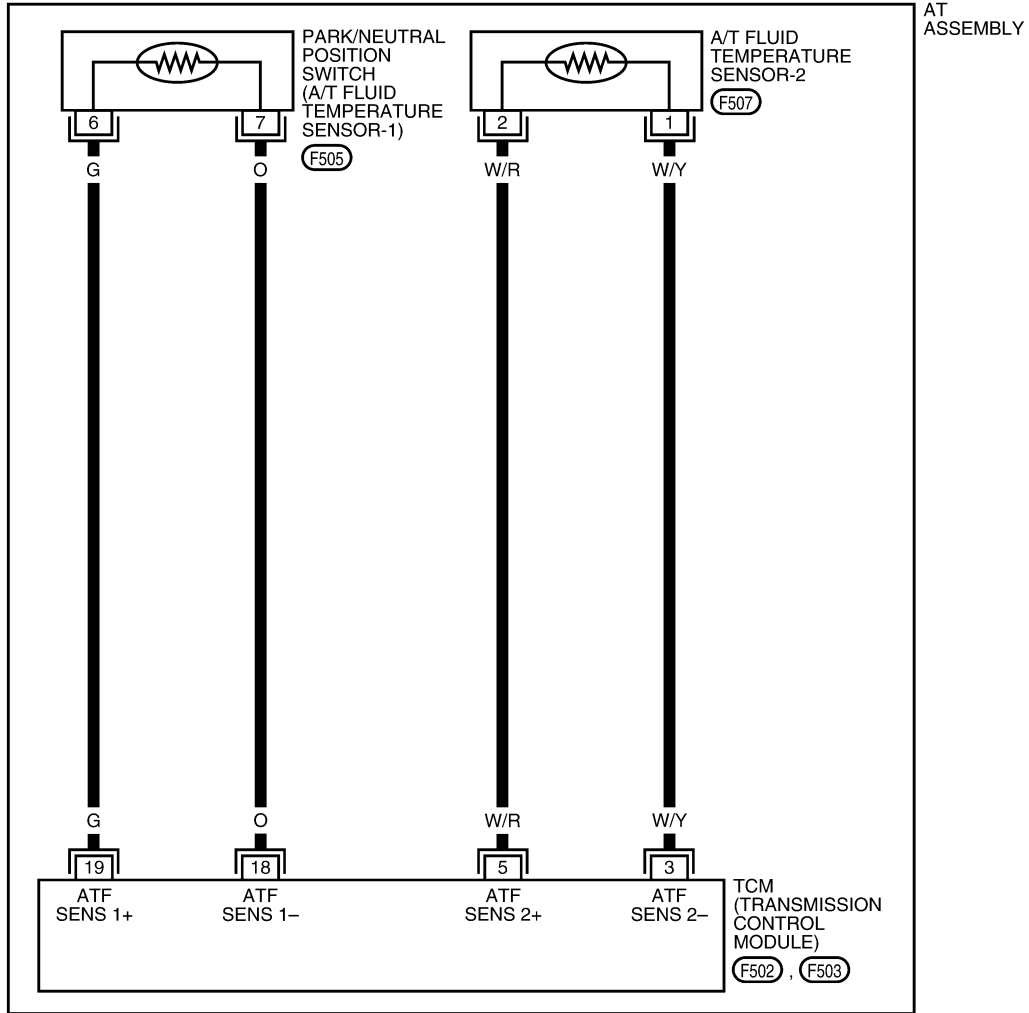 AT
ASSEMBLY
PARK/NEUTRAL
POSITION
SWITCH
(A/T FLUID
TEMPERATURE
SENSOR-1)
F505
A/T FLUID
TEMPERATURE
SENSOR-2
F507
6
7
2
1
G
O
W/R
W/Y
G
O
W/R
W/Y
19
18
5
3
ATF
SENS 1+
ATF
SENS 1–
ATF
SENS 2+
ATF
SENS 2–
TCM
(TRANSMISSION
CONTROL
MODULE)
F502 , F503